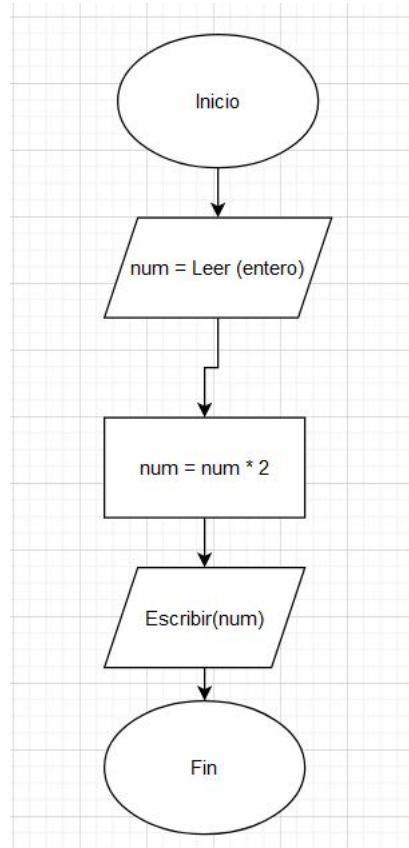 Inicio
num = Leer (entero)
num = num * 2
Escribir(num)
Fin